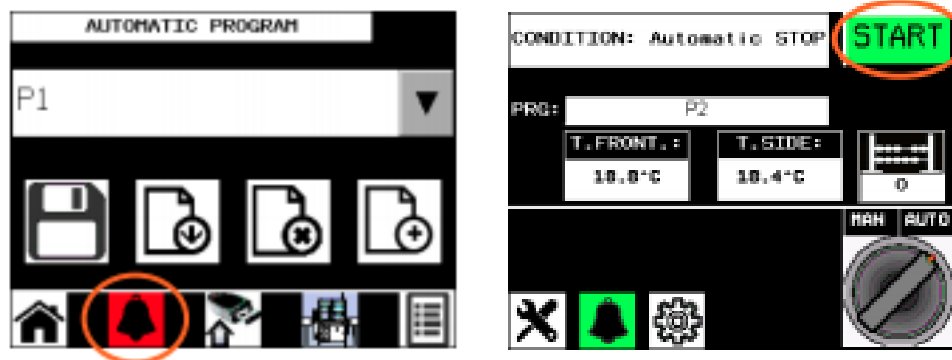 AUTOMATIC PROGRAM
P1
CONDITION: Automatic STOP
START
PRG: P2
T.FRONT.: T.SIDE:
18.8°C 18.4°C
0
MAN AUTO